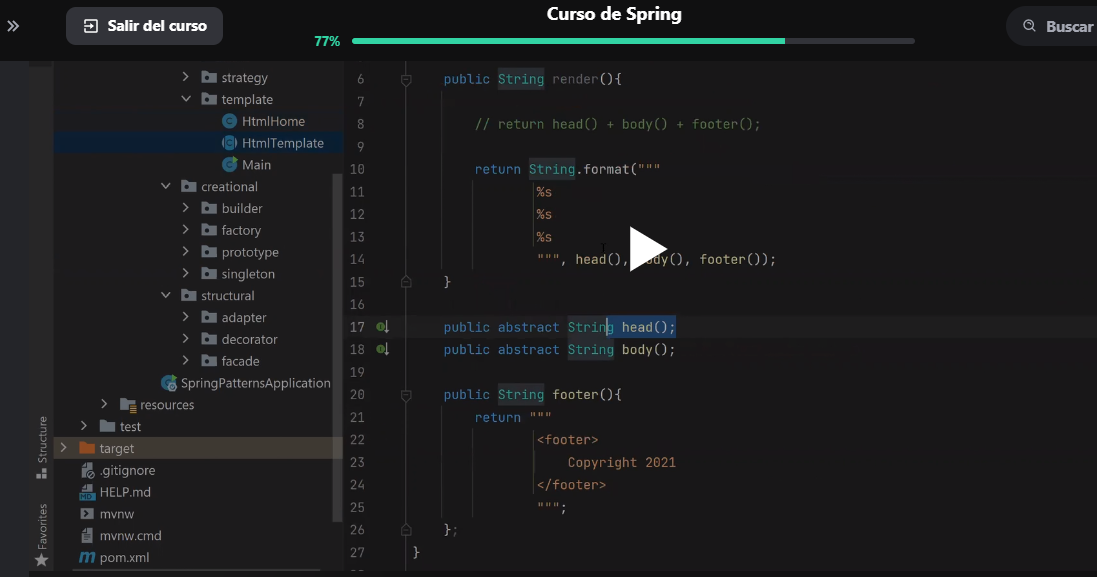 Curso de Spring
Salir del curso
77%
Buscar
strategy
template
HtmlHome
HtmlTemplate
Main
creational
builder
factory
prototype
singleton
structural
adapter
decorator
facade
SpringPatternsApplication
resources
test
target
.gitignore
HELP.md
mvnw
mvnw.cmd
pom.xml
Structure
Favorites
6 public String render(){
7
8 // return head() + body() + footer();
9
10 return String.format("""
11 %s
12 %s
13 %s
14 """, head(), ody(), footer());
15 }
16
17 public abstract String head();
18 public abstract String body();
19
20 public String footer(){
21 return """
22 <footer>
23 Copyright 2021
24 </footer>
25 """;
26 };
27 }